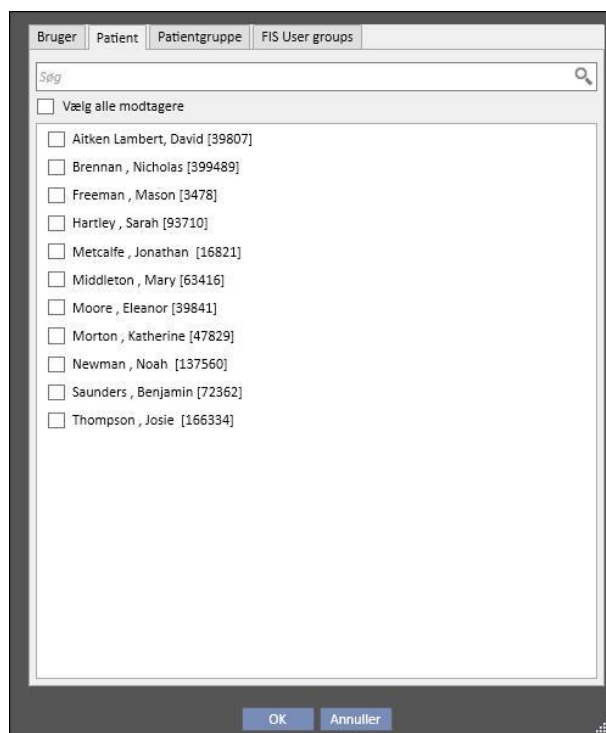 Bruger Patient Patientgruppe FIS User groups
Søg
Vælg alle modtagere
Aitken Lambert, David [39807]
Brennan , Nicholas [399489]
Freeman , Mason [3478]
Hartley , Sarah [93710]
Metcalfe , Jonathan  [16821]
Middleton , Mary [63416]
Moore , Eleanor [39841]
Morton , Katherine [47829]
Newman , Noah  [137560]
Saunders , Benjamin [72362]
Thompson , Josie  [166334]
OK Annuller